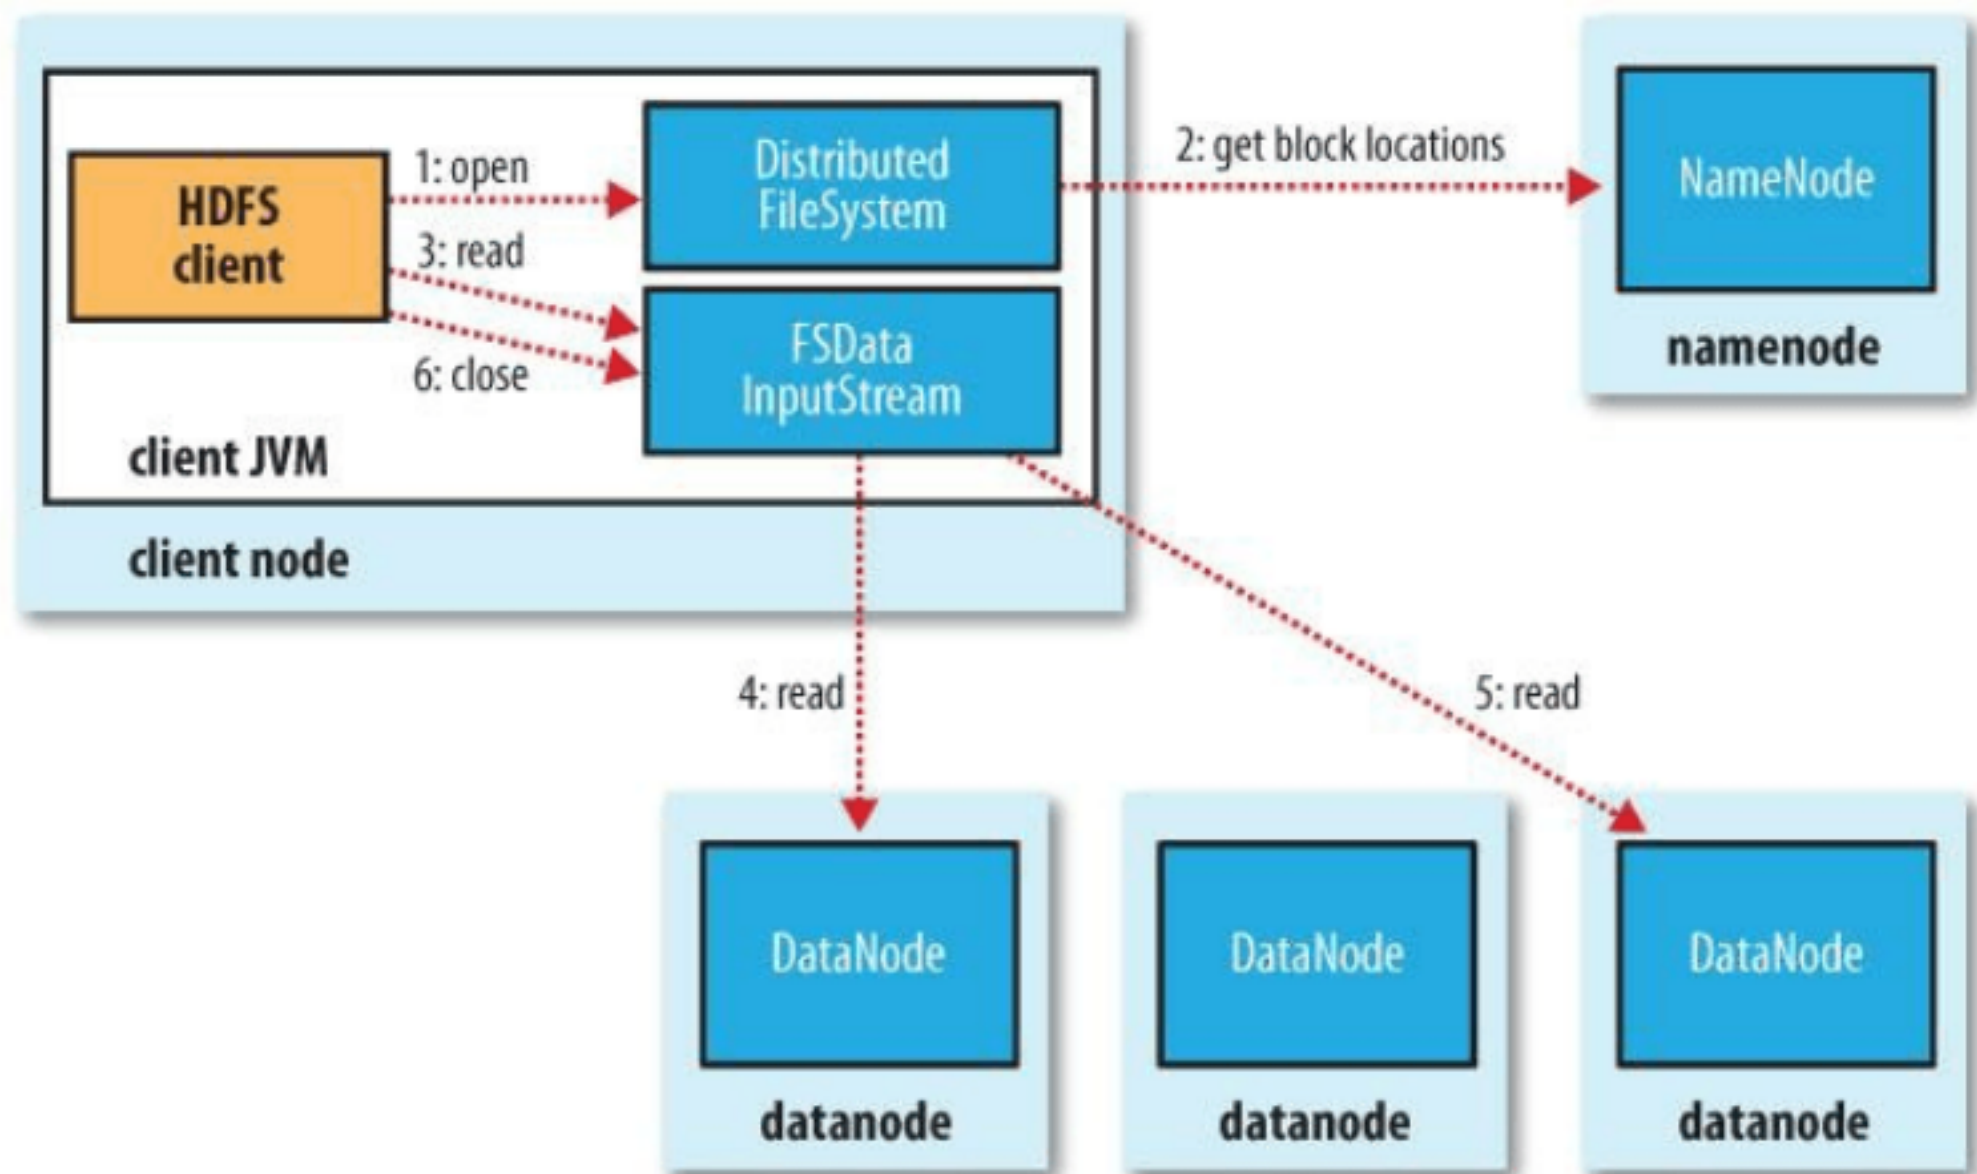 HDFS
client
1: open
3: read
6: close
Distributed
FileSystem
FSData
InputStream
client JVM
client node
2: get block locations
NameNode
namenode
4: read
5: read
DataNode
datanode
DataNode
datanode
DataNode
datanode